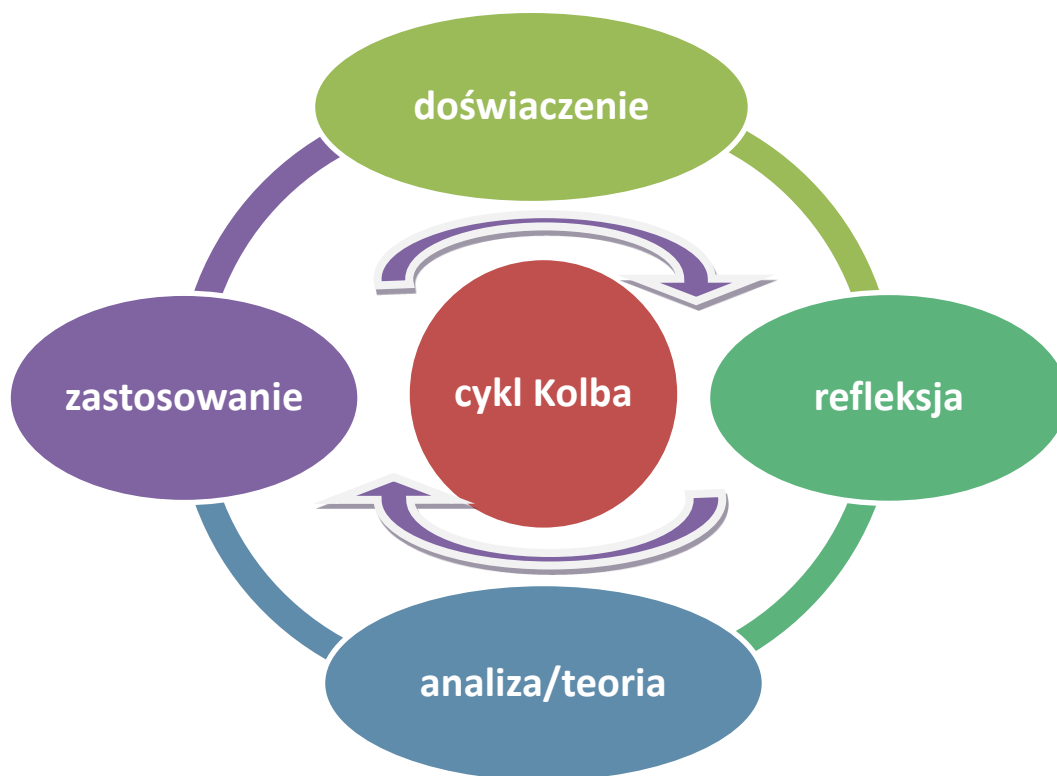 doświaczenie
zastosowanie
cykl Kolba
refleksja
analiza/teoria